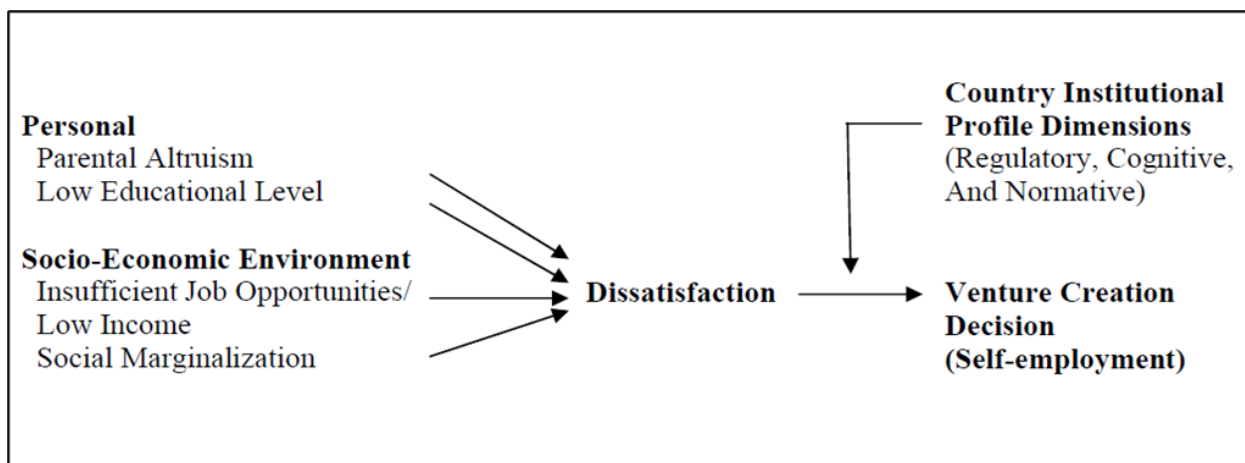 Personal
Parental Altruism
Low Educational Level
Socio-Economic Environment
Insufficient Job Opportunities/
Low Income
Social Marginalization
Dissatisfaction
Country Institutional
Profile Dimensions
(Regulatory, Cognitive,
And Normative)
Venture Creation
Decision
(Self-employment)